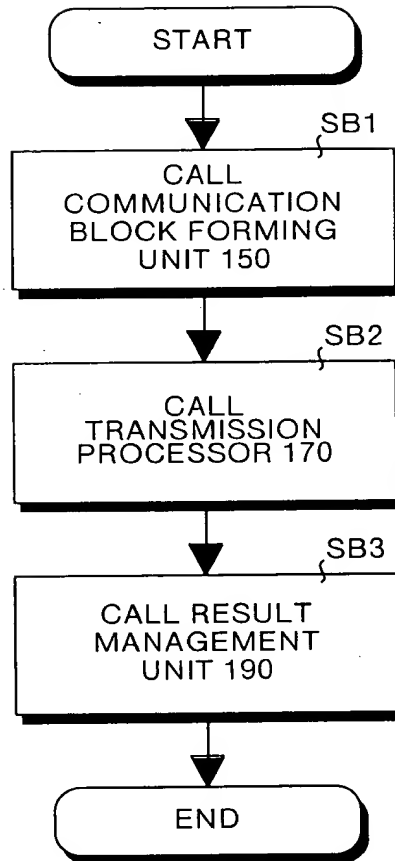 START
SB1
CALL
COMMUNICATION
BLOCK FORMING
UNIT 150
SB2
CALL
TRANSMISSION
PROCESSOR 170
SB3
CALL RESULT
MANAGEMENT
UNIT 190
END